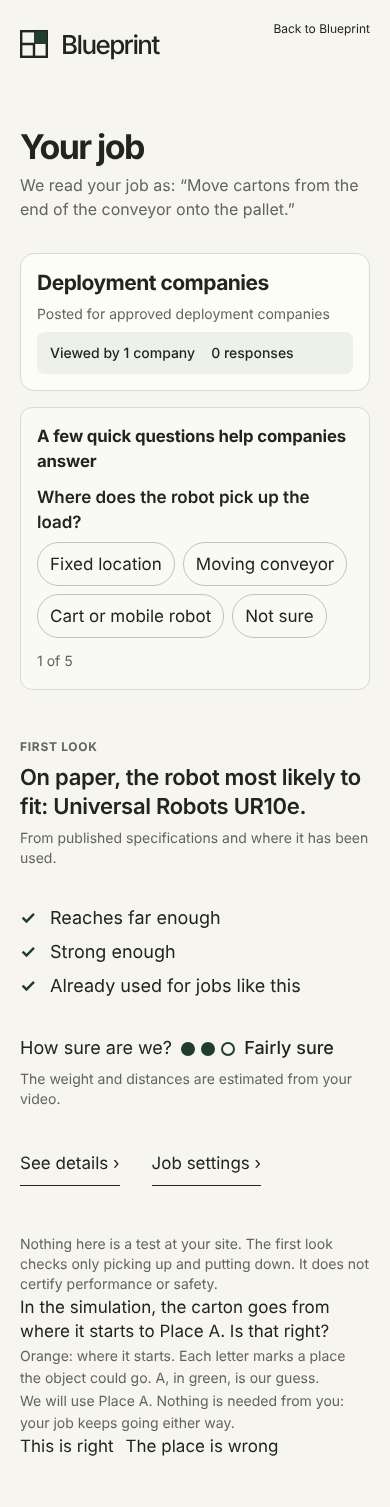 Back to Blueprint
Blueprint
Your job
We read your job as: “Move cartons from the
end of the conveyor onto the pallet.”
Deployment companies
Posted for approved deployment companies
Viewed by 1 company 0 responses
A few quick questions help companies
answer
Where does the robot pick up the
load?
Fixed location Moving conveyor
Cart or mobile robot Not sure
1 of 5
FIRST LOOK
On paper, the robot most likely to
fit: Universal Robots UR10e.
From published specifications and where it has been
used.
Reaches far enough
Strong enough
Already used for jobs like this
How sure are we? Fairly sure
The weight and distances are estimated from your
video.
See details › Job settings ›
Nothing here is a test at your site. The first look
checks only picking up and putting down. It does not
certify performance or safety.
In the simulation, the carton goes from
where it starts to Place A. Is that right?
Orange: where it starts. Each letter marks a place
the object could go. A, in green, is our guess.
We will use Place A. Nothing is needed from you:
your job keeps going either way.
This is right The place is wrong